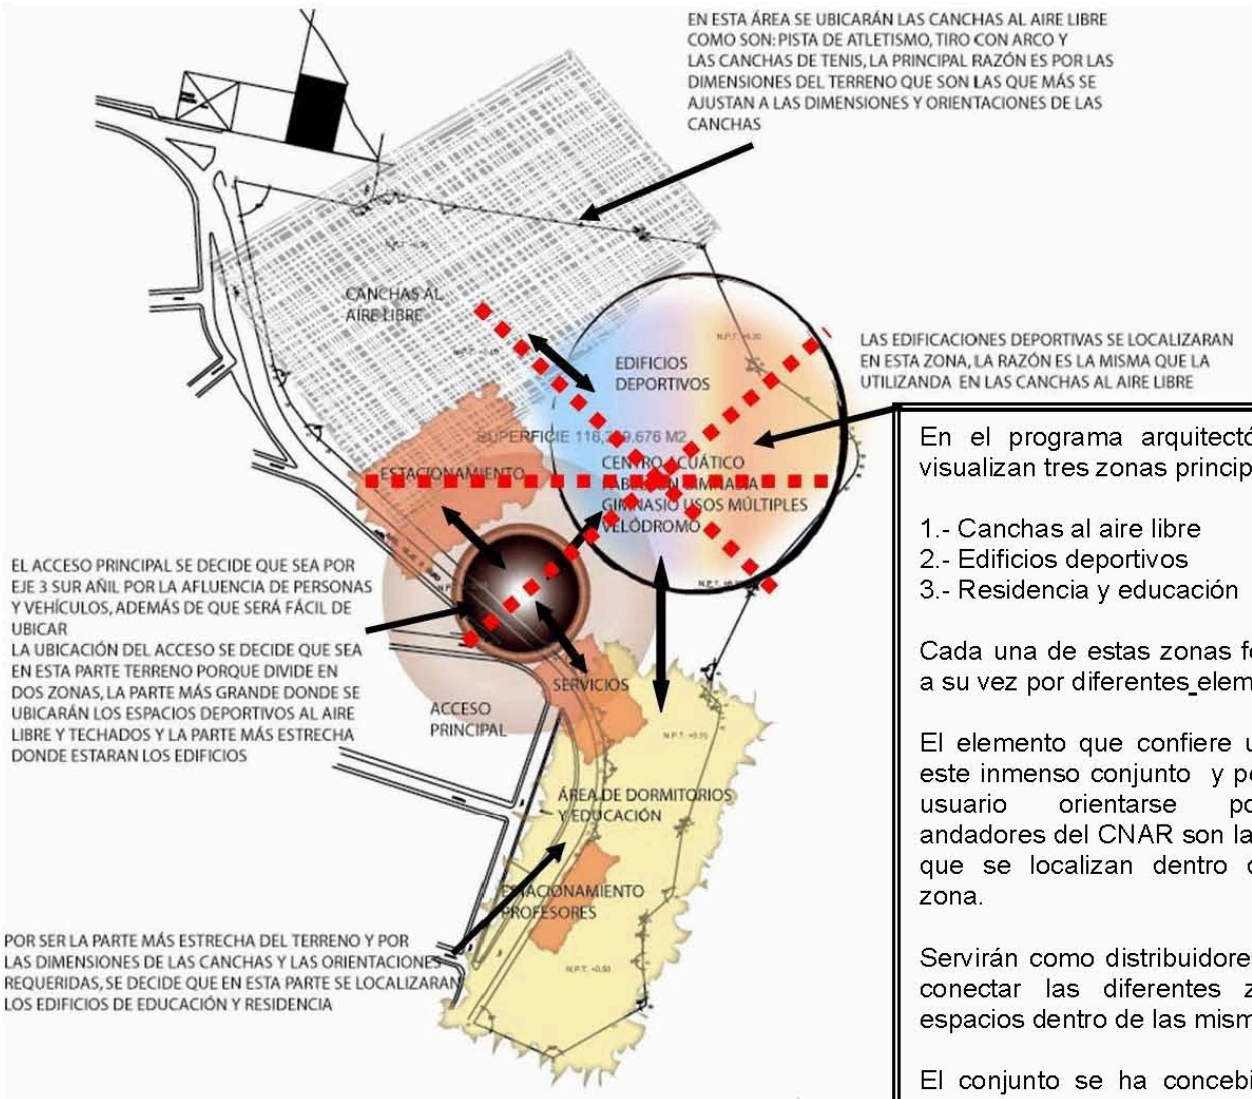 EN ESTA ÁREA SE UBICARÁN LAS CANCHAS AL AIRE LIBRE
COMO SON: PISTA DE ATLETISMO, TIRO CON ARCO Y
LAS CANCHAS DE TENIS, LA PRINCIPAL RAZÓN ES POR LAS
DIMENSIONES DEL TERRENO QUE SON LAS QUE MÁS SE
AJUSTAN A LAS DIMENSIONES Y ORIENTACIONES DE LAS
CANCHAS
CANCHAS AL
AIRE LIBRE
N.P.T.
EDIFICIOS
DEPORTIVOS
LAS EDIFICACIONES DEPORTIVAS SE LOCALIZARAN
EN ESTA ZONA, LA RAZÓN ES LA MISMA QUE LA
UTILIZANDA EN LAS CANCHAS AL AIRE LIBRE
SUPERFICIE 116, 9.676 M2
ESTACIONAMIENTO
CENTRO ACUÁTICO
GIMNASIO USOS MÚLTIPLES
VELÓDROMO
EL ACCESO PRINCIPAL SE DECIDE QUE SEA POR
EJE 3 SUR AÑIL POR LA AFLUENCIA DE PERSONAS
Y VEHÍCULOS, ADEMÁS DE QUE SERÁ FÁCIL DE
UBICAR
LA UBICACIÓN DEL ACCESO SE DECIDE QUE SEA
EN ESTA PARTE TERRENO PORQUE DIVIDE EN
DOS ZONAS, LA PARTE MÁS GRANDE DONDE SE
UBICARÁN LOS ESPACIOS DEPORTIVOS AL AIRE
LIBRE Y TECHADOS Y LA PARTE MÁS ESTRECHA
DONDE ESTARAN LOS EDIFICIOS
SERVICIOS
ACCESO
PRINCIPAL
N.P.T.
ÁREA DE DORMITORIOS
Y EDUCACIÓN
ESTACIONAMIENTO
PROFESORES
N.P.T. +0.50
POR SER LA PARTE MÁS ESTRECHA DEL TERRENO Y POR
LAS DIMENSIONES DE LAS CANCHAS Y LAS ORIENTACIONES
REQUERIDAS, SE DECIDE QUE EN ESTA PARTE SE LOCALIZARAN
LOS EDIFICIOS DE EDUCACIÓN Y RESIDENCIA
En el programa arquitectó
visualizan tres zonas princip
1.- Canchas al aire libre
2.- Edificios deportivos
3.- Residencia y educación
Cada una de estas zonas fo
a su vez por diferentes elem
El elemento que confiere u
este inmenso conjunto y pe
usuario orientarse po
andadores del CNAR son la
que se localizan dentro d
zona.
Servirán como distribuidore
conectar las diferentes z
espacios dentro de las mism
El conjunto se ha concebi